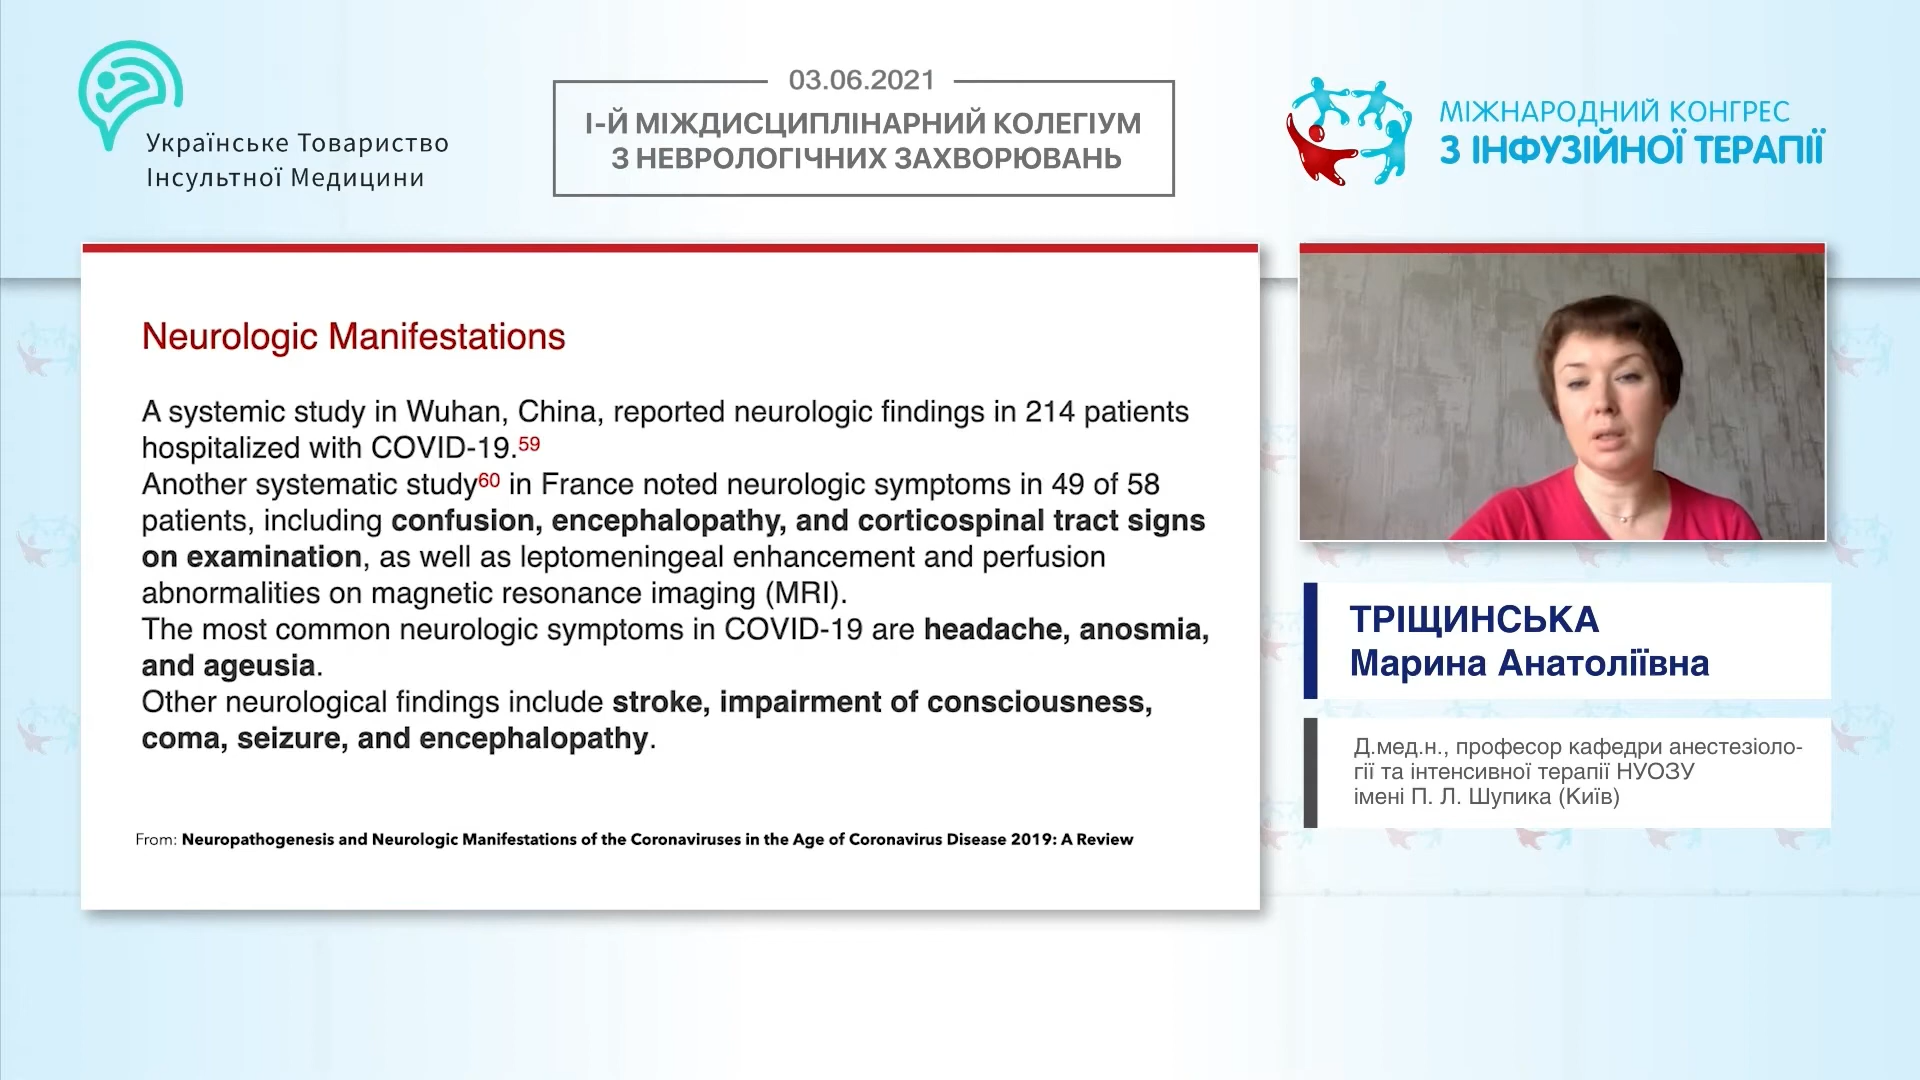 Українське Товариство
Інсультної Медицини
03.06.2021
І-Й МІЖДИСЦИПЛІНАРНИЙ КОЛЕГІУМ
З НЕВРОЛОГІЧНИХ ЗАХВОРЮВАНЬ
МІЖНАРОДНИЙ КОНГРЕС
З ІНФУЗІЙНОЇ ТЕРАПІЇ
Neurologic Manifestations
A systemic study in Wuhan, China, reported neurologic findings in 214 patients
hospitalized with COVID-19.59
Another systematic study60 in France noted neurologic symptoms in 49 of 58
patients, including confusion, encephalopathy, and corticospinal tract signs
on examination, as well as leptomeningeal enhancement and perfusion
abnormalities on magnetic resonance imaging (MRI).
The most common neurologic symptoms in COVID-19 are headache, anosmia,
and ageusia.
Other neurological findings include stroke, impairment of consciousness,
coma, seizure, and encephalopathy.
From: Neuropathogenesis and Neurologic Manifestations of the Coronaviruses in the Age of Coronavirus Disease 2019: A Review
ТРІЩИНСЬКА
Марина Анатоліївна
Д.мед.н., професор кафедри анестезіоло-
гії та інтенсивної терапії НУОЗУ
імені П. Л. Шупика (Київ)